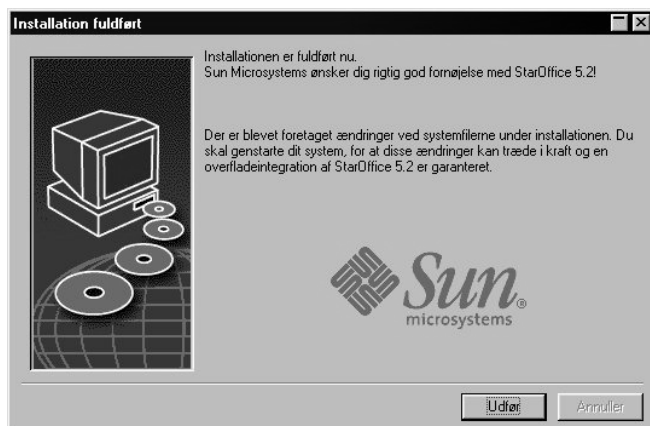 Installation fuldført
Installationen er fuldført nu.
Sun Microsystems ønsker dig rigtig god fornøjelse med StarOffice 5.2!
Der er blevet foretaget ændringer ved systemfilerne under installationen. Du
skal genstarte dit system, for at disse ændringer kan træde i kraft og en
overfladeintegration af StarOffice 5.2 er garanteret.
Sun®
microsystems
Udfør
Annuller